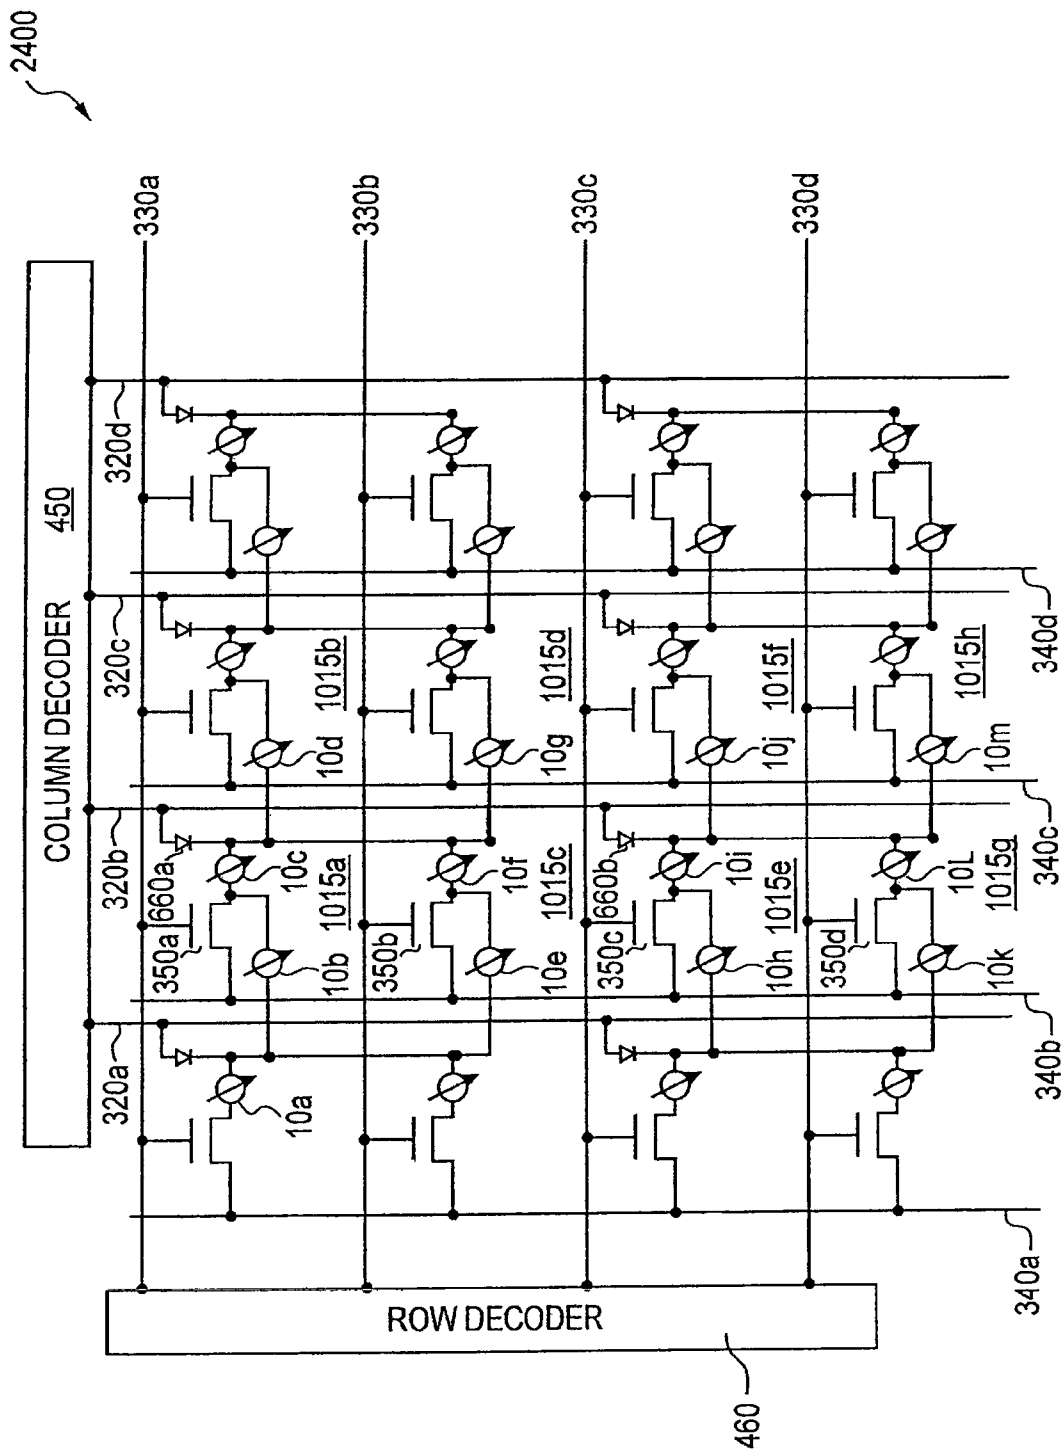 2400
COLUMN DECODER 450
320a
320b
320c
320d
330a
330b
330c
330d
350a
660a
10a
10b
10c
10d
1015a
1015b
350b
10e
10f
10g
1015c
1015d
350c
660b
10h
10i
10j
1015e
1015f
350d
10k
10L
10m
1015g
1015h
340a
340b
340c
340d
ROW DECODER
460